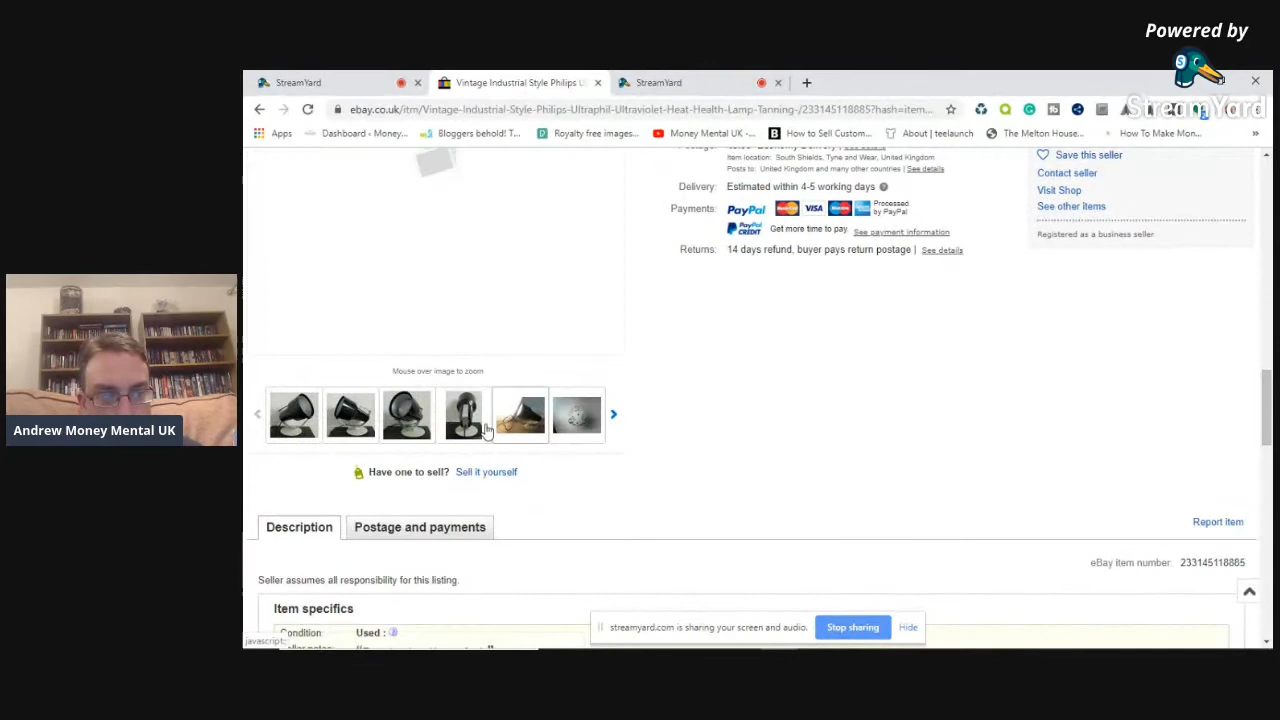 Powered by
StreamYard
StreamYard
Vintage Industrial Style Philips U
StreamYard
ebay.co.uk/itm/Vintage-Industrial-Style-Philips-Ultraphil-Ultraviolet-Heat-Health-Lamp-Tanning-/233145118885?hash=item...
Apps
Dashboard ‹ Money...
Bloggers behold! T...
Royalty free images...
Money Mental UK -...
How to Sell Custom...
About | teelaunch
The Melton House...
How To Make Mon...
»
Economy Delivery | See details
Item location: South Shields, Tyne and Wear, United Kingdom
Posts to: United Kingdom and many other countries | See details
Delivery: Estimated within 4-5 working days
Payments: PayPal VISA Processed by PayPal
PayPal CREDIT Get more time to pay. See payment information
Returns: 14 days refund, buyer pays return postage | See details
Save this seller
Contact seller
Visit Shop
See other items
Registered as a business seller
Mouse over image to zoom
Have one to sell? Sell it yourself
Andrew Money Mental UK
Description
Postage and payments
Report item
eBay item number: 233145118885
Seller assumes all responsibility for this listing.
Item specifics
Condition: Used :
streamyard.com is sharing your screen and audio.
Stop sharing
Hide
javascript: